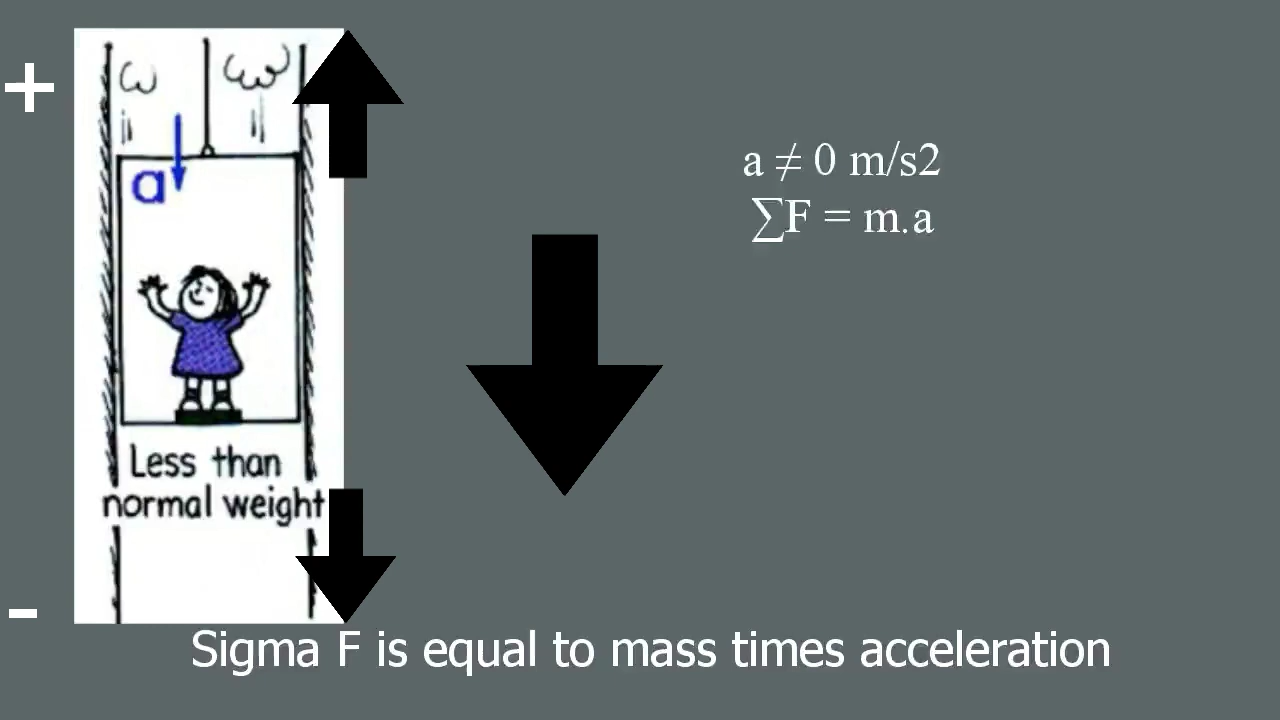 +
a
Less than
normal weight
-
a ≠ 0 m/s2
∑F = m.a
Sigma F is equal to mass times acceleration